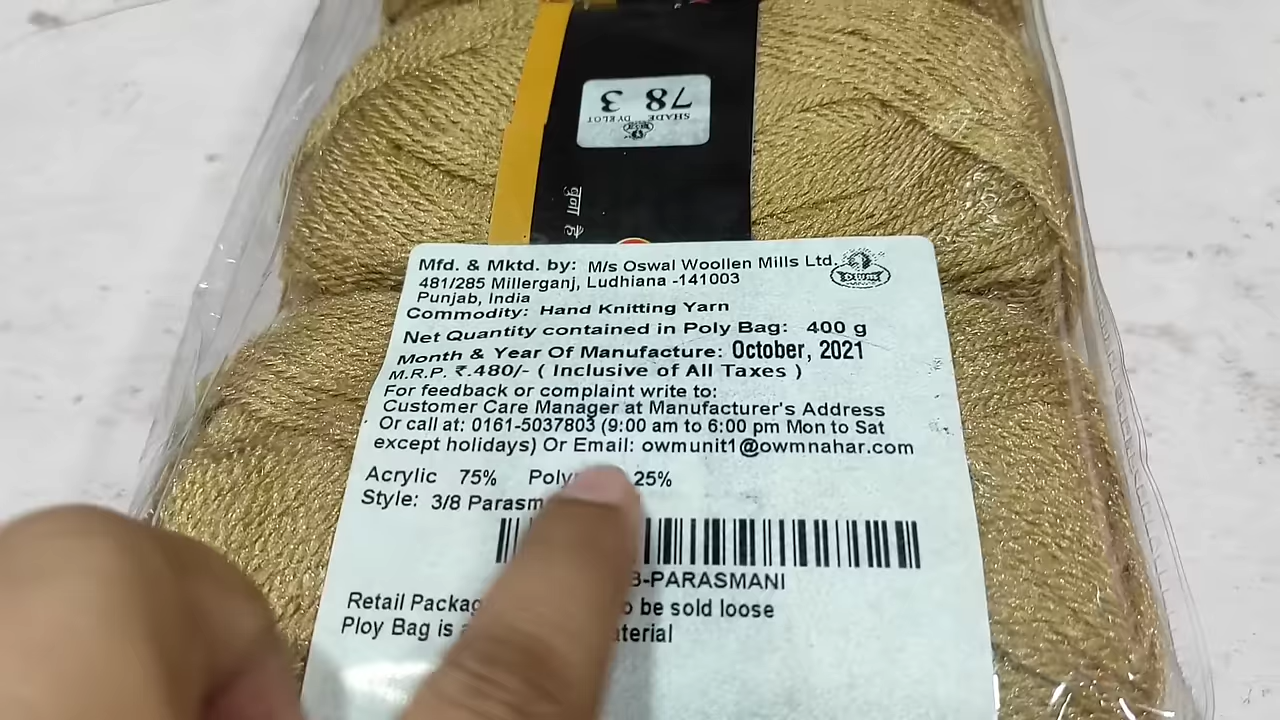 SHADE DYELOT
78 3
बुना है
Mfd. & Mktd. by: M/s Oswal Woollen Mills Ltd.
OWM
481/285 Millerganj, Ludhiana -141003
Punjab, India
Commodity: Hand Knitting Yarn
Net Quantity contained in Poly Bag: 400 g
Month & Year Of Manufacture: October, 2021
M.R.P. ₹.480/- ( Inclusive of All Taxes )
For feedback or complaint write to:
Customer Care Manager at Manufacturer's Address
Or call at: 0161-5037803 (9:00 am to 6:00 pm Mon to Sat
except holidays) Or Email: owmunit1@owmnahar.com
Acrylic 75% 25%
Style: 3/8
-PARASMANI
Retail be sold loose
Ploy Bag is